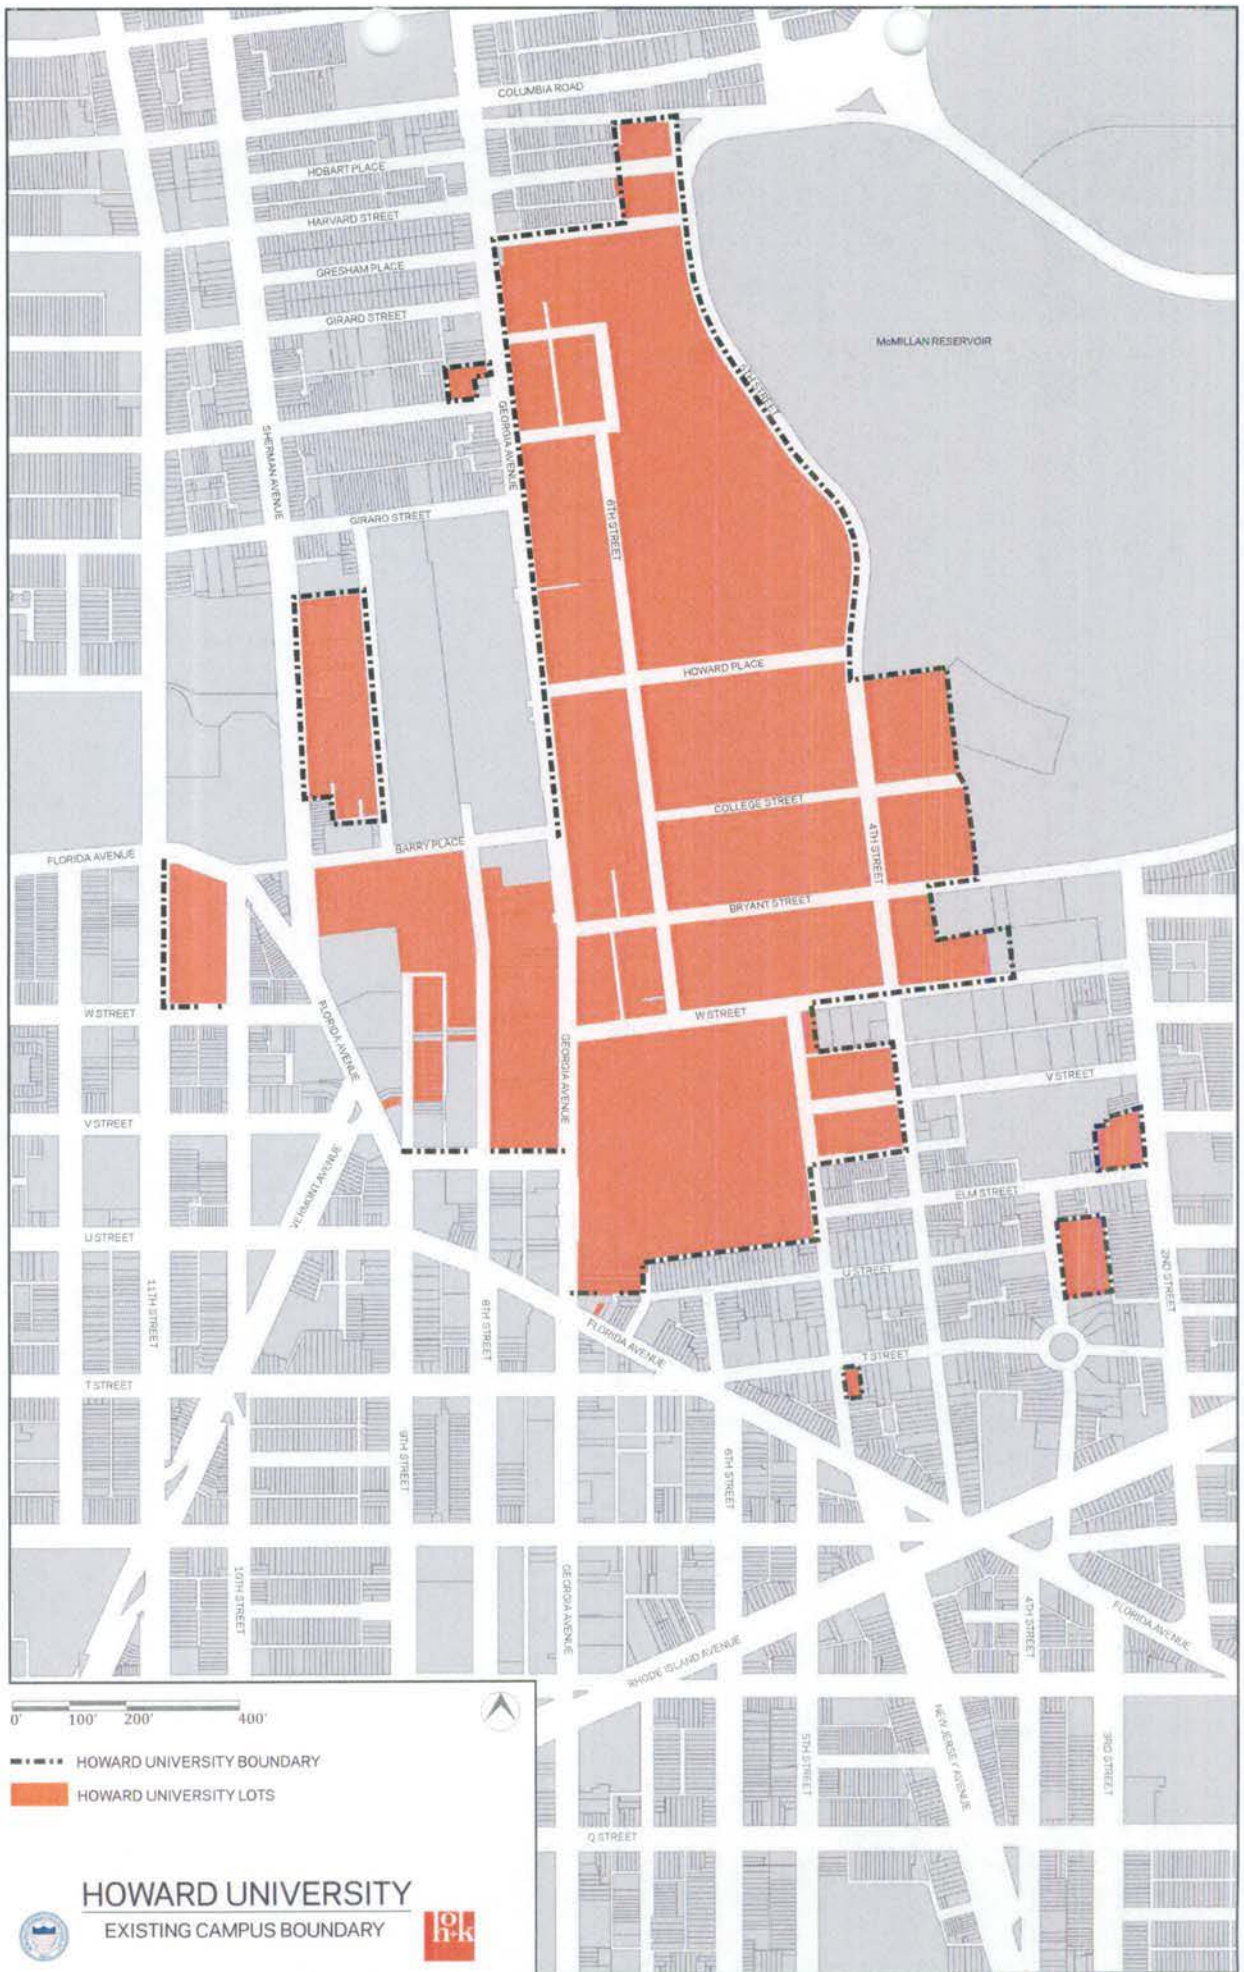 COLUMBIA ROAD
HOBART PLACE
HARVARD STREET
GRESHAM PLACE
GIRARD STREET
McMILLAN RESERVOIR
4TH STREET
GEORGIA AVENUE
SHERMAN AVENUE
GIRARD STREET
6TH STREET
HOWARD PLACE
COLLEGE STREET
4TH STREET
BARRY PLACE
FLORIDA AVENUE
BRYANT STREET
W STREET
FLORIDA AVENUE
W STREET
GEORGIA AVENUE
V STREET
V STREET
VERMONT AVENUE
ELM STREET
U STREET
U STREET
2ND STREET
11TH STREET
8TH STREET
FLORIDA AVENUE
T STREET
T STREET
9TH STREET
6TH STREET
10TH STREET
GEORGIA AVENUE
4TH STREET
FLORIDA AVENUE
RHODE ISLAND AVENUE
5TH STREET
NEW JERSEY AVENUE
3RD STREET
Q STREET
0' 100' 200' 400'
HOWARD UNIVERSITY BOUNDARY
HOWARD UNIVERSITY LOTS
HOWARD UNIVERSITY
EXISTING CAMPUS BOUNDARY
ho+k